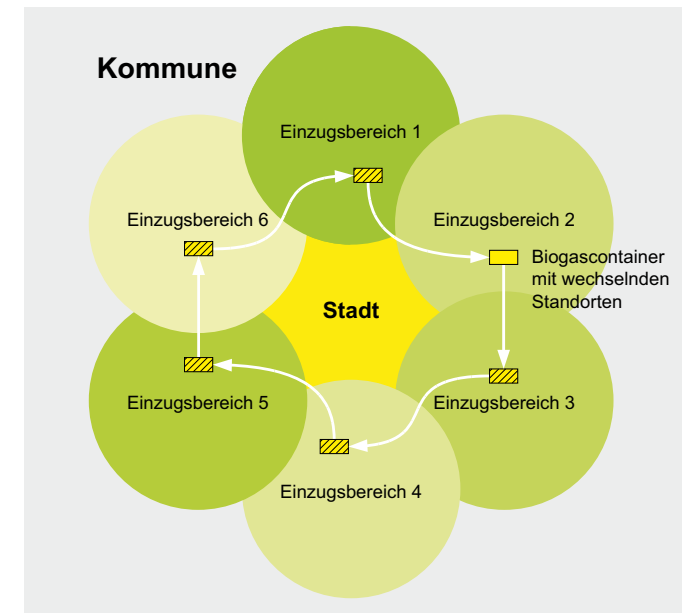 Kommune
Einzugsbereich 1
Einzugsbereich 6
Einzugsbereich 2
Biogascontainer
mit wechselnden
Standorten
Stadt
Einzugsbereich 5
Einzugsbereich 3
Einzugsbereich 4